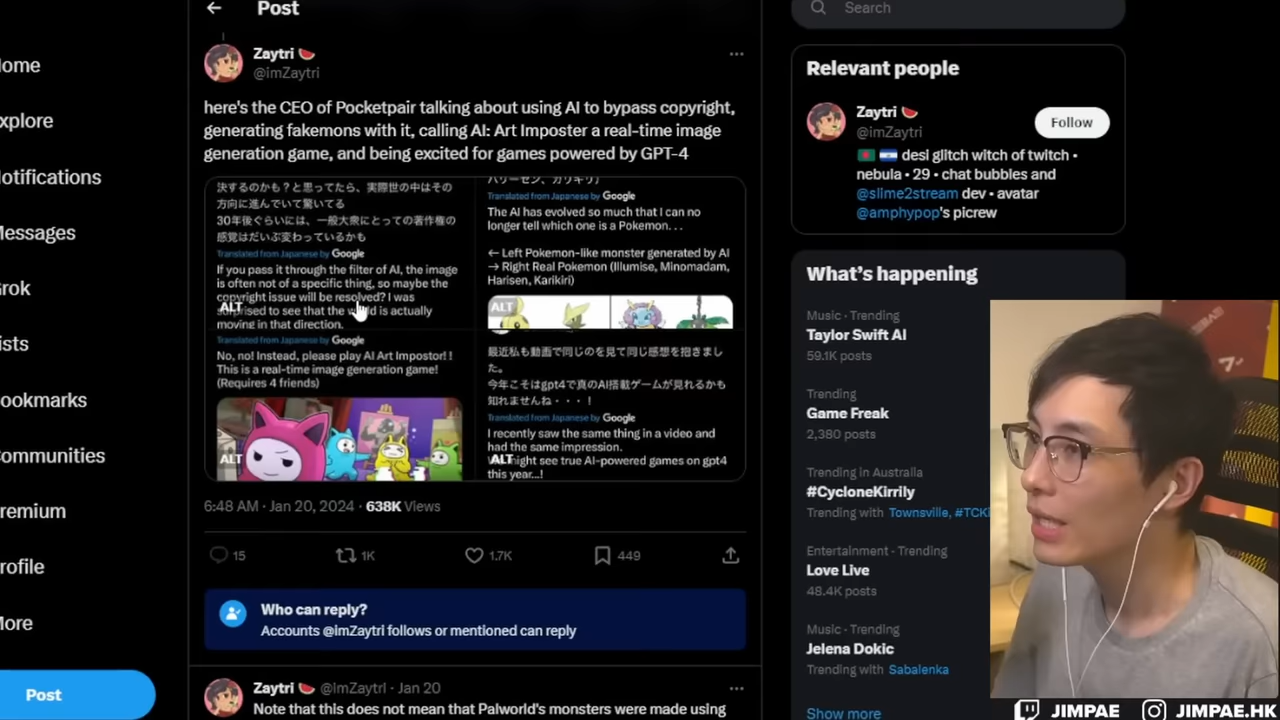 Post
Search
ome
xplore
otifications
essages
rok
ists
ookmarks
ommunities
remium
rofile
ore
Post
Zaytri
@imZaytri
here's the CEO of Pocketpair talking about using AI to bypass copyright,
generating fakemons with it, calling AI: Art Imposter a real-time image
generation game, and being excited for games powered by GPT-4
決するのかも？と思ってたら、実際世の中はその
方向に進んでいて驚いてる
30年後ぐらいには、一般大衆にとっての著作権の
感覚はだいぶ変わっているかも
Translated from Japanese by Google
If you pass it through the filter of AI, the image
is often not of a specific thing, so maybe the
copyright issue will be resolved? I was
surprised to see that the world is actually
moving in that direction.
ALT
リーセン、カリキリ）
Translated from Japanese by Google
The AI has evolved so much that I can no
longer tell which one is a Pokemon. . .
← Left Pokemon-like monster generated by AI
→ Right Real Pokemon (Illumise, Minomadam,
Harisen, Karikiri)
ALT
Translated from Japanese by Google
No, no! Instead, please play AI Art Impostor! !
This is a real-time image generation game!
(Requires 4 friends)
ALT
最近私も動画で同じのを見て同じ感想を抱きまし
た。
今年こそはgpt4で真のAI搭載ゲームが見れるかも
知れませんね・・・！
Translated from Japanese by Google
I recently saw the same thing in a video and
had the same impression.
ALT
might see true AI-powered games on gpt4
this year...!
6:48 AM · Jan 20, 2024 · 638K Views
15
1K
1.7K
449
Who can reply?
Accounts @imZaytri follows or mentioned can reply
Zaytri @imZaytri · Jan 20
Note that this does not mean that Palworld's monsters were made using
Relevant people
Zaytri
@imZaytri
Follow
desi glitch witch of twitch •
nebula • 29 • chat bubbles and
@slime2stream dev • avatar
@amphypop's picrew
What's happening
Music · Trending
Taylor Swift AI
59.1K posts
Trending
Game Freak
2,380 posts
Trending in Australia
#CycloneKirrily
Trending with Townsville, #TCKi
Entertainment · Trending
Love Live
48.4K posts
Music · Trending
Jelena Dokic
Trending with Sabalenka
Show more
JIMPAE
JIMPAE.HK